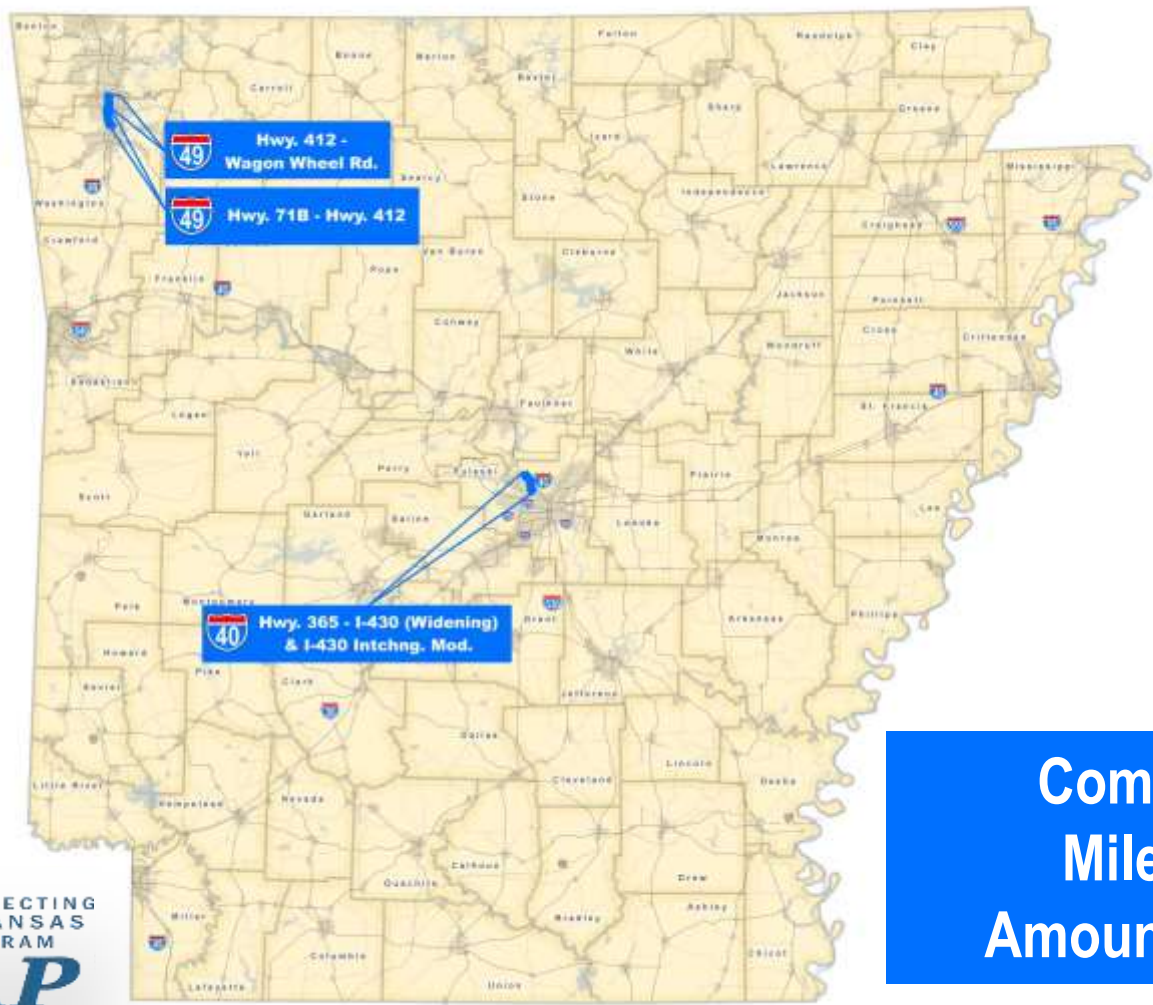 Benton
Boone
Marion
Baxter
Fulton
Randolph
Clay
Carroll
Sharp
Greene
Izard
Lawrence
Mississippi
49
Hwy. 412 -
Wagon Wheel Rd.
Searcy
Stone
Independence
Washington
49
Hwy. 71B - Hwy. 412
Craighead
Crawford
Van Buren
Cleburne
Franklin
Pope
Jackson
Poinsett
Conway
Cross
Crittenden
White
Woodruff
Sebastian
Logan
Faulkner
St. Francis
Yell
Perry
Pulaski
Prairie
Scott
Garland
Saline
Lonoke
Lee
Monroe
Polk
Montgomery
40
Hwy. 365 - I-430 (Widening)
& I-430 Intchng. Mod.
Grant
Arkansas
Phillips
Howard
Pike
Clark
Jefferson
Sevier
Dallas
Lincoln
Cleveland
Desha
Little River
Hempstead
Nevada
Com
Mile
Amoun
Calhoun
Ouachita
Drew
Bradley
Ashley
Miller
Chicot
Columbia
Union
Lafayette
ECTING
ANSAS
RAM
AP